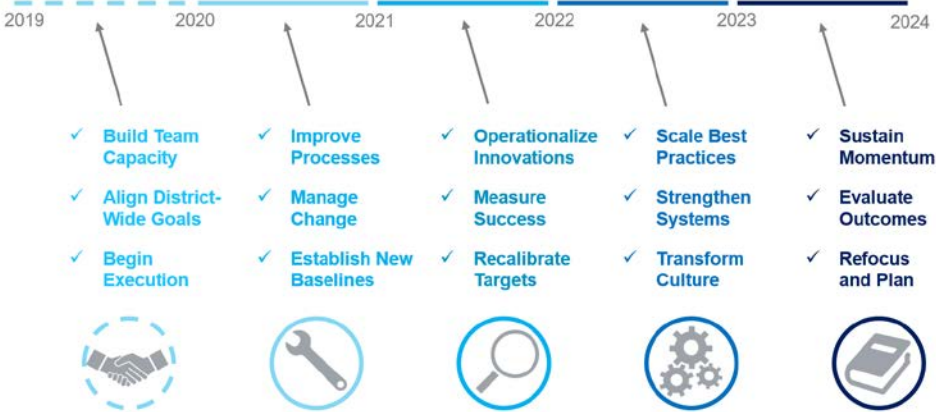 2019 2020 2021 2022 2023 2024
✓ Build Team
Capacity
✓ Align District-
Wide Goals
✓ Begin
Execution
✓ Improve
Processes
✓ Manage
Change
✓ Establish New
Baselines
✓ Operationalize
Innovations
✓ Measure
Success
✓ Recalibrate
Targets
✓ Scale Best
Practices
✓ Strengthen
Systems
✓ Transform
Culture
✓ Sustain
Momentum
✓ Evaluate
Outcomes
✓ Refocus
and Plan